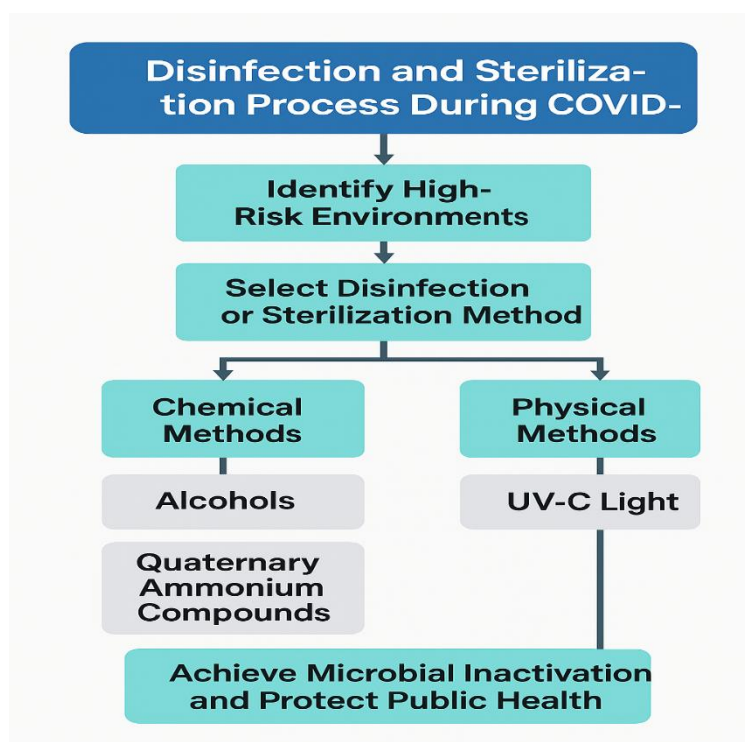 Disinfection and Steriliza-
tion Process During COVID-
Identify High-
Risk Environments
Select Disinfection
or Sterilization Method
Chemical
Methods
Physical
Methods
Alcohols
UV-C Light
Quaternary
Ammonium
Compounds
Achieve Microbial Inactivation
and Protect Public Health